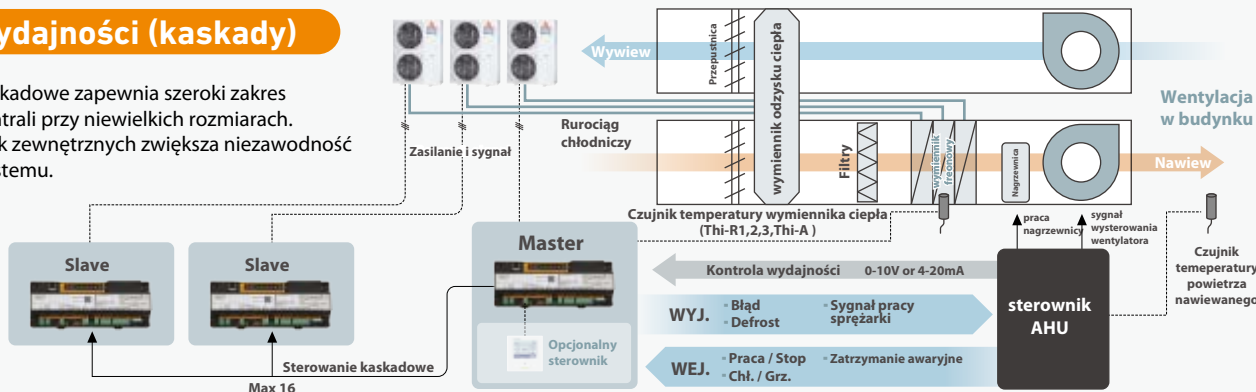 ydajności (kaskady)
skadowe zapewnia szeroki zakres
ntrali przy niewielkich rozmiarach.
k zewnętrznych zwiększa niezawodność
stemu.
Zasilanie i sygnał
Rurociąg
chłodniczy
Wywiew
Przepustnica
wymiennik odzysku ciepła
Filtry
wymiennik
freonowy
Nagrzewnica
Wentylacja
w budynku
Nawiew
Czujnik temperatury wymiennika ciepła
(Thi-R1,2,3,Thi-A )
praca
nagrzewnicy
sygnał
wysterowania
wentylatora
Czujnik
temeperatury
powietrza
nawiewanego
Slave
Slave
Master
Opcjonalny
sterownik
Sterowanie kaskadowe
Max 16
Kontrola wydajności 0-10V or 4-20mA
WYJ.
Błąd
Defrost
Sygnał pracy
sprężarki
WEJ.
Praca / Stop
Chł. / Grz.
Zatrzymanie awaryjne
sterownik
AHU